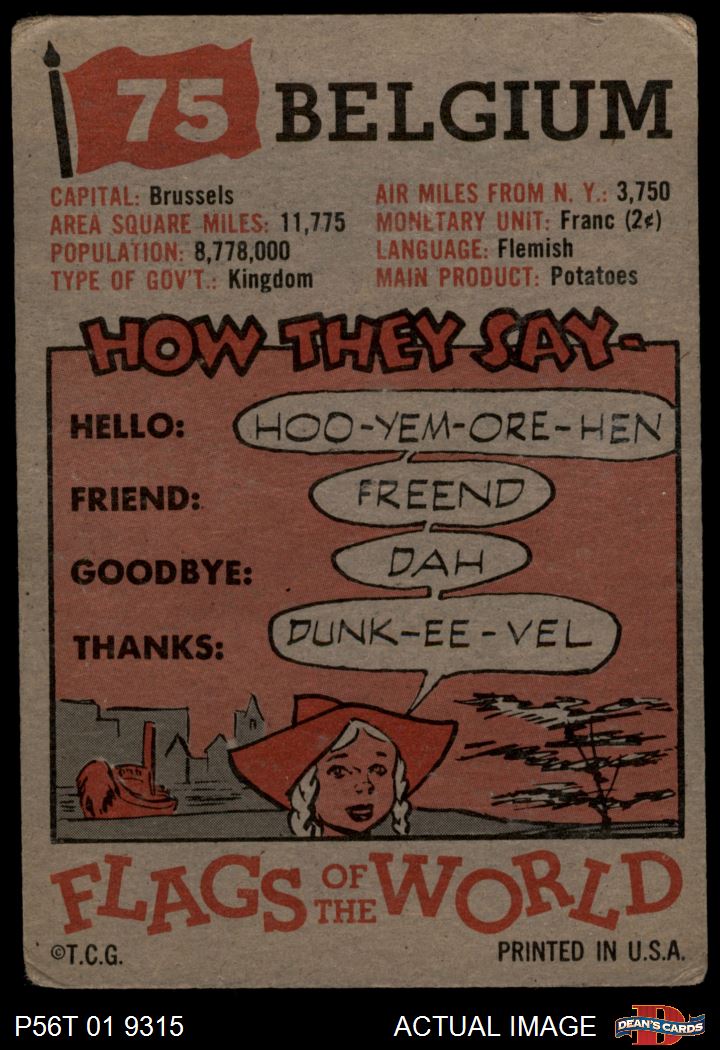 75 BELGIUM
CAPITAL: Brussels
AREA SQUARE MILES: 11,775
POPULATION: 8,778,000
TYPE OF GOV'T.: Kingdom
AIR MILES FROM N. Y.: 3,750
MONETARY UNIT: Franc (2¢)
LANGUAGE: Flemish
MAIN PRODUCT: Potatoes
HOW THEY SAY-
HELLO: HOO-YEM-ORE-HEN
FRIEND: FREEND
GOODBYE: DAH
THANKS: DUNK-EE-VEL
FLAGS OF THE WORLD
©T.C.G. PRINTED IN U.S.A.
P56T 01 9315 ACTUAL IMAGE D DEAN'S CARDS